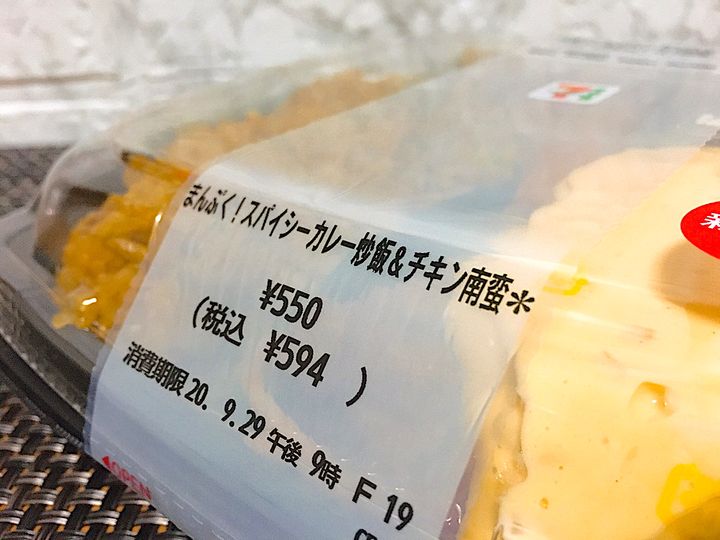 まんぷく！スパイシーカレー炒飯＆チキン南蛮＊
¥550
（税込 ¥594 ）
消費期限 20. 9.29 午後 9時 F 19
OPEN